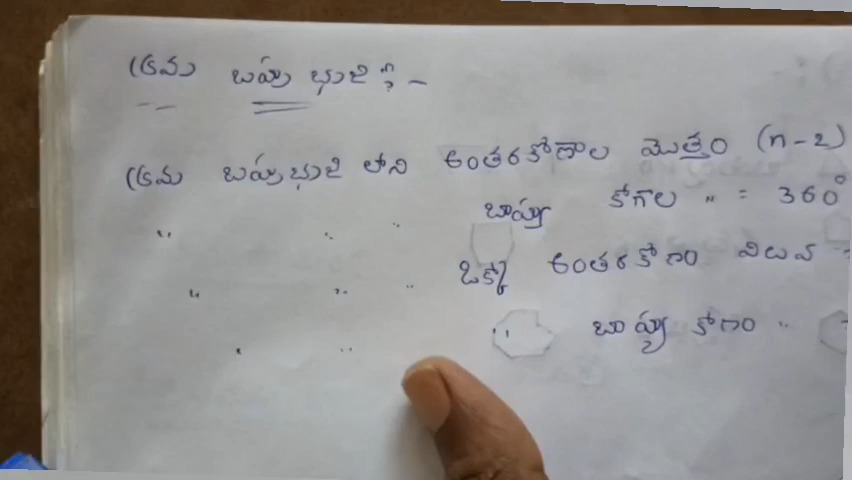 క్రమ బహు భుజి :-
క్రమ బహుభుజి లోని అంతరకోణాల మొత్తం (n-2)
" " " బాహ్య కోణాల " = 360°
" " " ఒక్కో అంతరకోణం విలువ =
" " " బాహ్య కోణం "